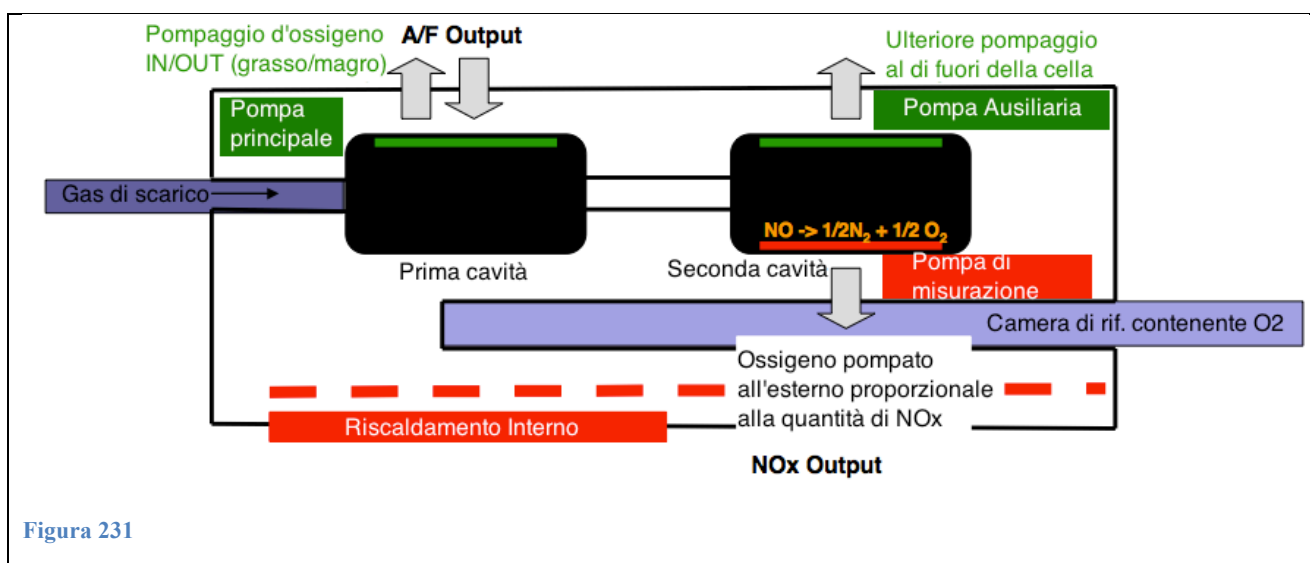 Pompaggio d'ossigeno
IN/OUT (grasso/magro)
A/F Output
Ulteriore pompaggio
al di fuori della cella
Pompa
principale
Pompa Ausiliaria
Gas di scarico
NO -> 1/2N₂ + 1/2 O₂
Prima cavità
Seconda cavità
Pompa di
misurazione
Camera di rif. contenente O2
Ossigeno pompato
all'esterno proporzionale
alla quantità di NOx
Riscaldamento Interno
NOx Output
Figura 231